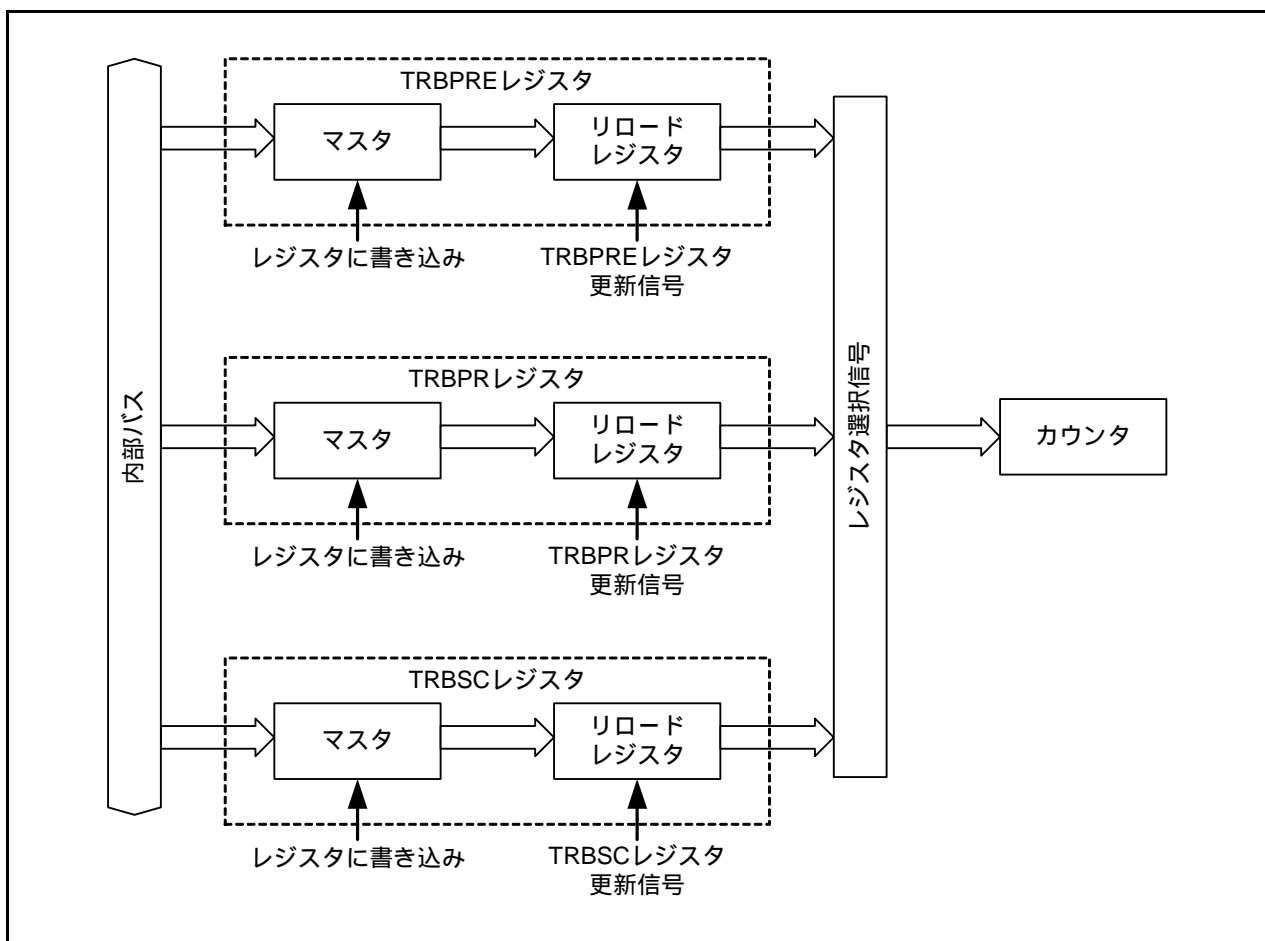 内部バス
TRBPREレジスタ
マスタ
リロード
レジスタ
レジスタに書き込み
TRBPREレジスタ
更新信号
TRBPRレジスタ
マスタ
リロード
レジスタ
レジスタに書き込み
TRBPRレジスタ
更新信号
TRBSCレジスタ
マスタ
リロード
レジスタ
レジスタに書き込み
TRBSCレジスタ
更新信号
レジスタ選択信号
カウンタ